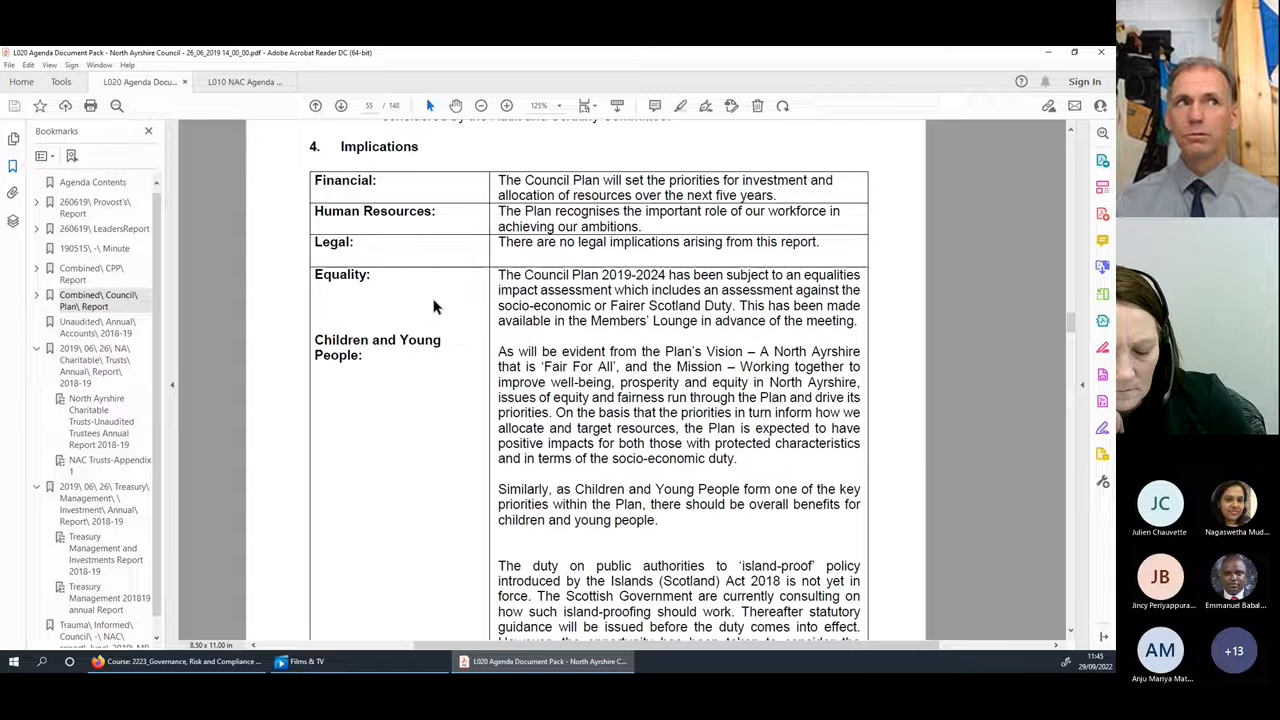 L020 Agenda Document Pack - North Ayrshire Council - 26_06_2019 14_00_00.pdf - Adobe Acrobat Reader DC (64-bit)
File Edit View Sign Window Help
Home Tools L020 Agenda Docu... × L010 NAC Agenda ... Sign In
55 / 148 125%
Bookmarks
Agenda Contents
260619\ Provost's\
Report
260619\ LeadersReport
190515\ -\ Minute
Combined\ CPP\
Report
Combined\ Council\
Plan\ Report
Unaudited\ Annual\
Accounts\ 2018-19
2019\ 06\ 26\ NA\
Charitable\ Trusts\
Annual\ Report\
2018-19
North Ayrshire
Charitable
Trusts-Unaudited
Trustees Annual
Report 2018-19
NAC Trusts-Appendix
1
2019\ 06\ 26\ Treasury\
Management\ \
Investment\ Annual\
Report\ 2018-19
Treasury
Management and
Investments Report
2018-19
Treasury
Management 201819
annual Report
Trauma\ Informed\
Council\ -\ NAC\
4. Implications
Financial: The Council Plan will set the priorities for investment and
allocation of resources over the next five years.
Human Resources: The Plan recognises the important role of our workforce in
achieving our ambitions.
Legal: There are no legal implications arising from this report.
Equality: The Council Plan 2019-2024 has been subject to an equalities
impact assessment which includes an assessment against the
socio-economic or Fairer Scotland Duty. This has been made
available in the Members' Lounge in advance of the meeting.
Children and Young
People:
As will be evident from the Plan's Vision – A North Ayrshire
that is 'Fair For All', and the Mission – Working together to
improve well-being, prosperity and equity in North Ayrshire,
issues of equity and fairness run through the Plan and drive its
priorities. On the basis that the priorities in turn inform how we
allocate and target resources, the Plan is expected to have
positive impacts for both those with protected characteristics
and in terms of the socio-economic duty.
Similarly, as Children and Young People form one of the key
priorities within the Plan, there should be overall benefits for
children and young people.
The duty on public authorities to 'island-proof' policy
introduced by the Islands (Scotland) Act 2018 is not yet in
force. The Scottish Government are currently consulting on
how such island-proofing should work. Thereafter statutory
guidance will be issued before the duty comes into effect.
8.50 x 11.00 in
Course: 2223_Governance, Risk and Compliance ... Films & TV L020 Agenda Document Pack - North Ayrshire C... 11:45
29/09/2022
JC
Julien Chauvette Nagaswetha Mud...
JB
Jincy Periyappura... Emmanuel Babal...
AM +13
Anju Mariya Mat...